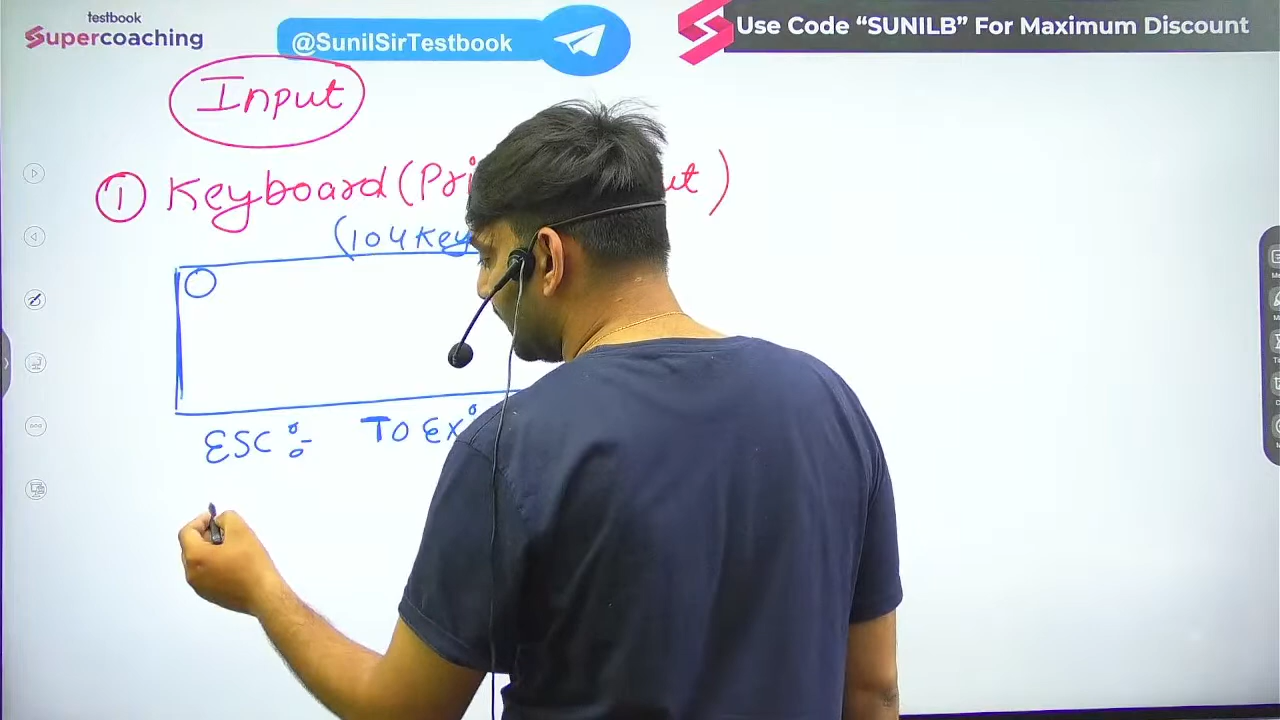 testbook
Supercoaching
@SunilSirTestbook
Use Code “SUNILB” For Maximum Discount
Input
1 Keyboard (Pri ut)
(104 Key
ESC :- TO Ex